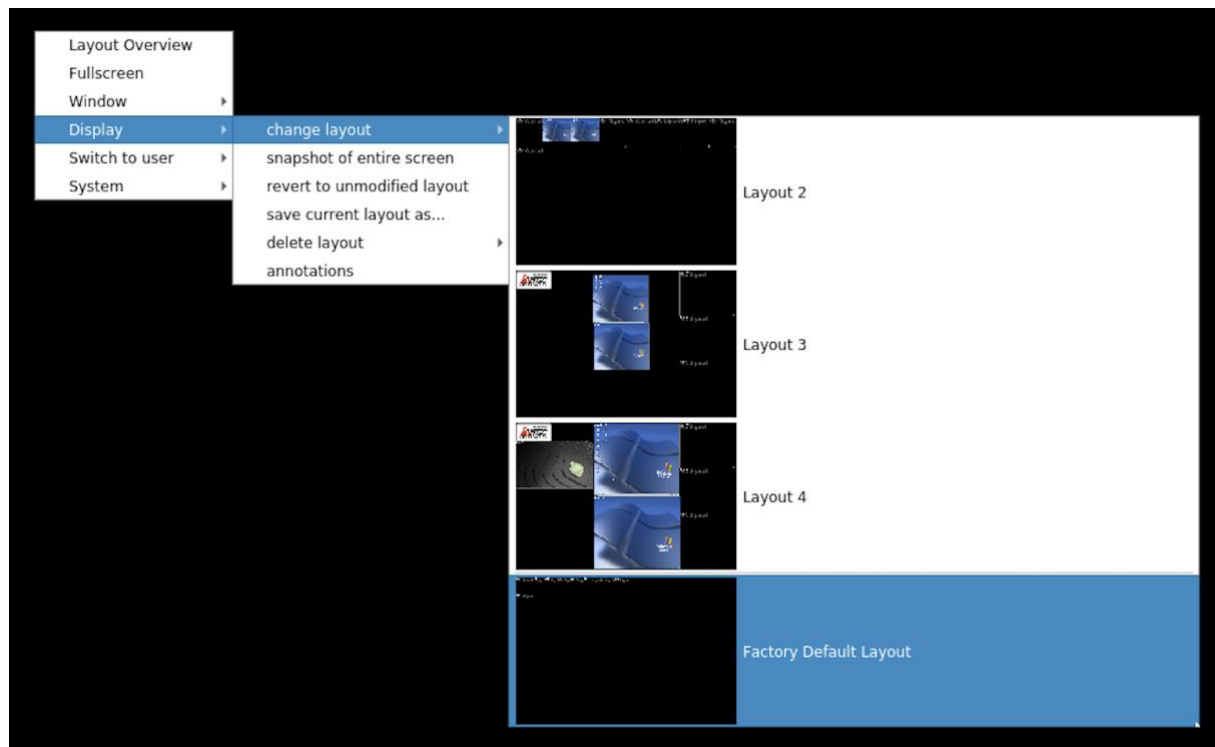 Layout Overview
Fullscreen
Window
Display
Switch to user
System
change layout
snapshot of entire screen
revert to unmodified layout
save current layout as...
delete layout
annotations
Layout 2
Layout 3
Layout 4
Factory Default Layout